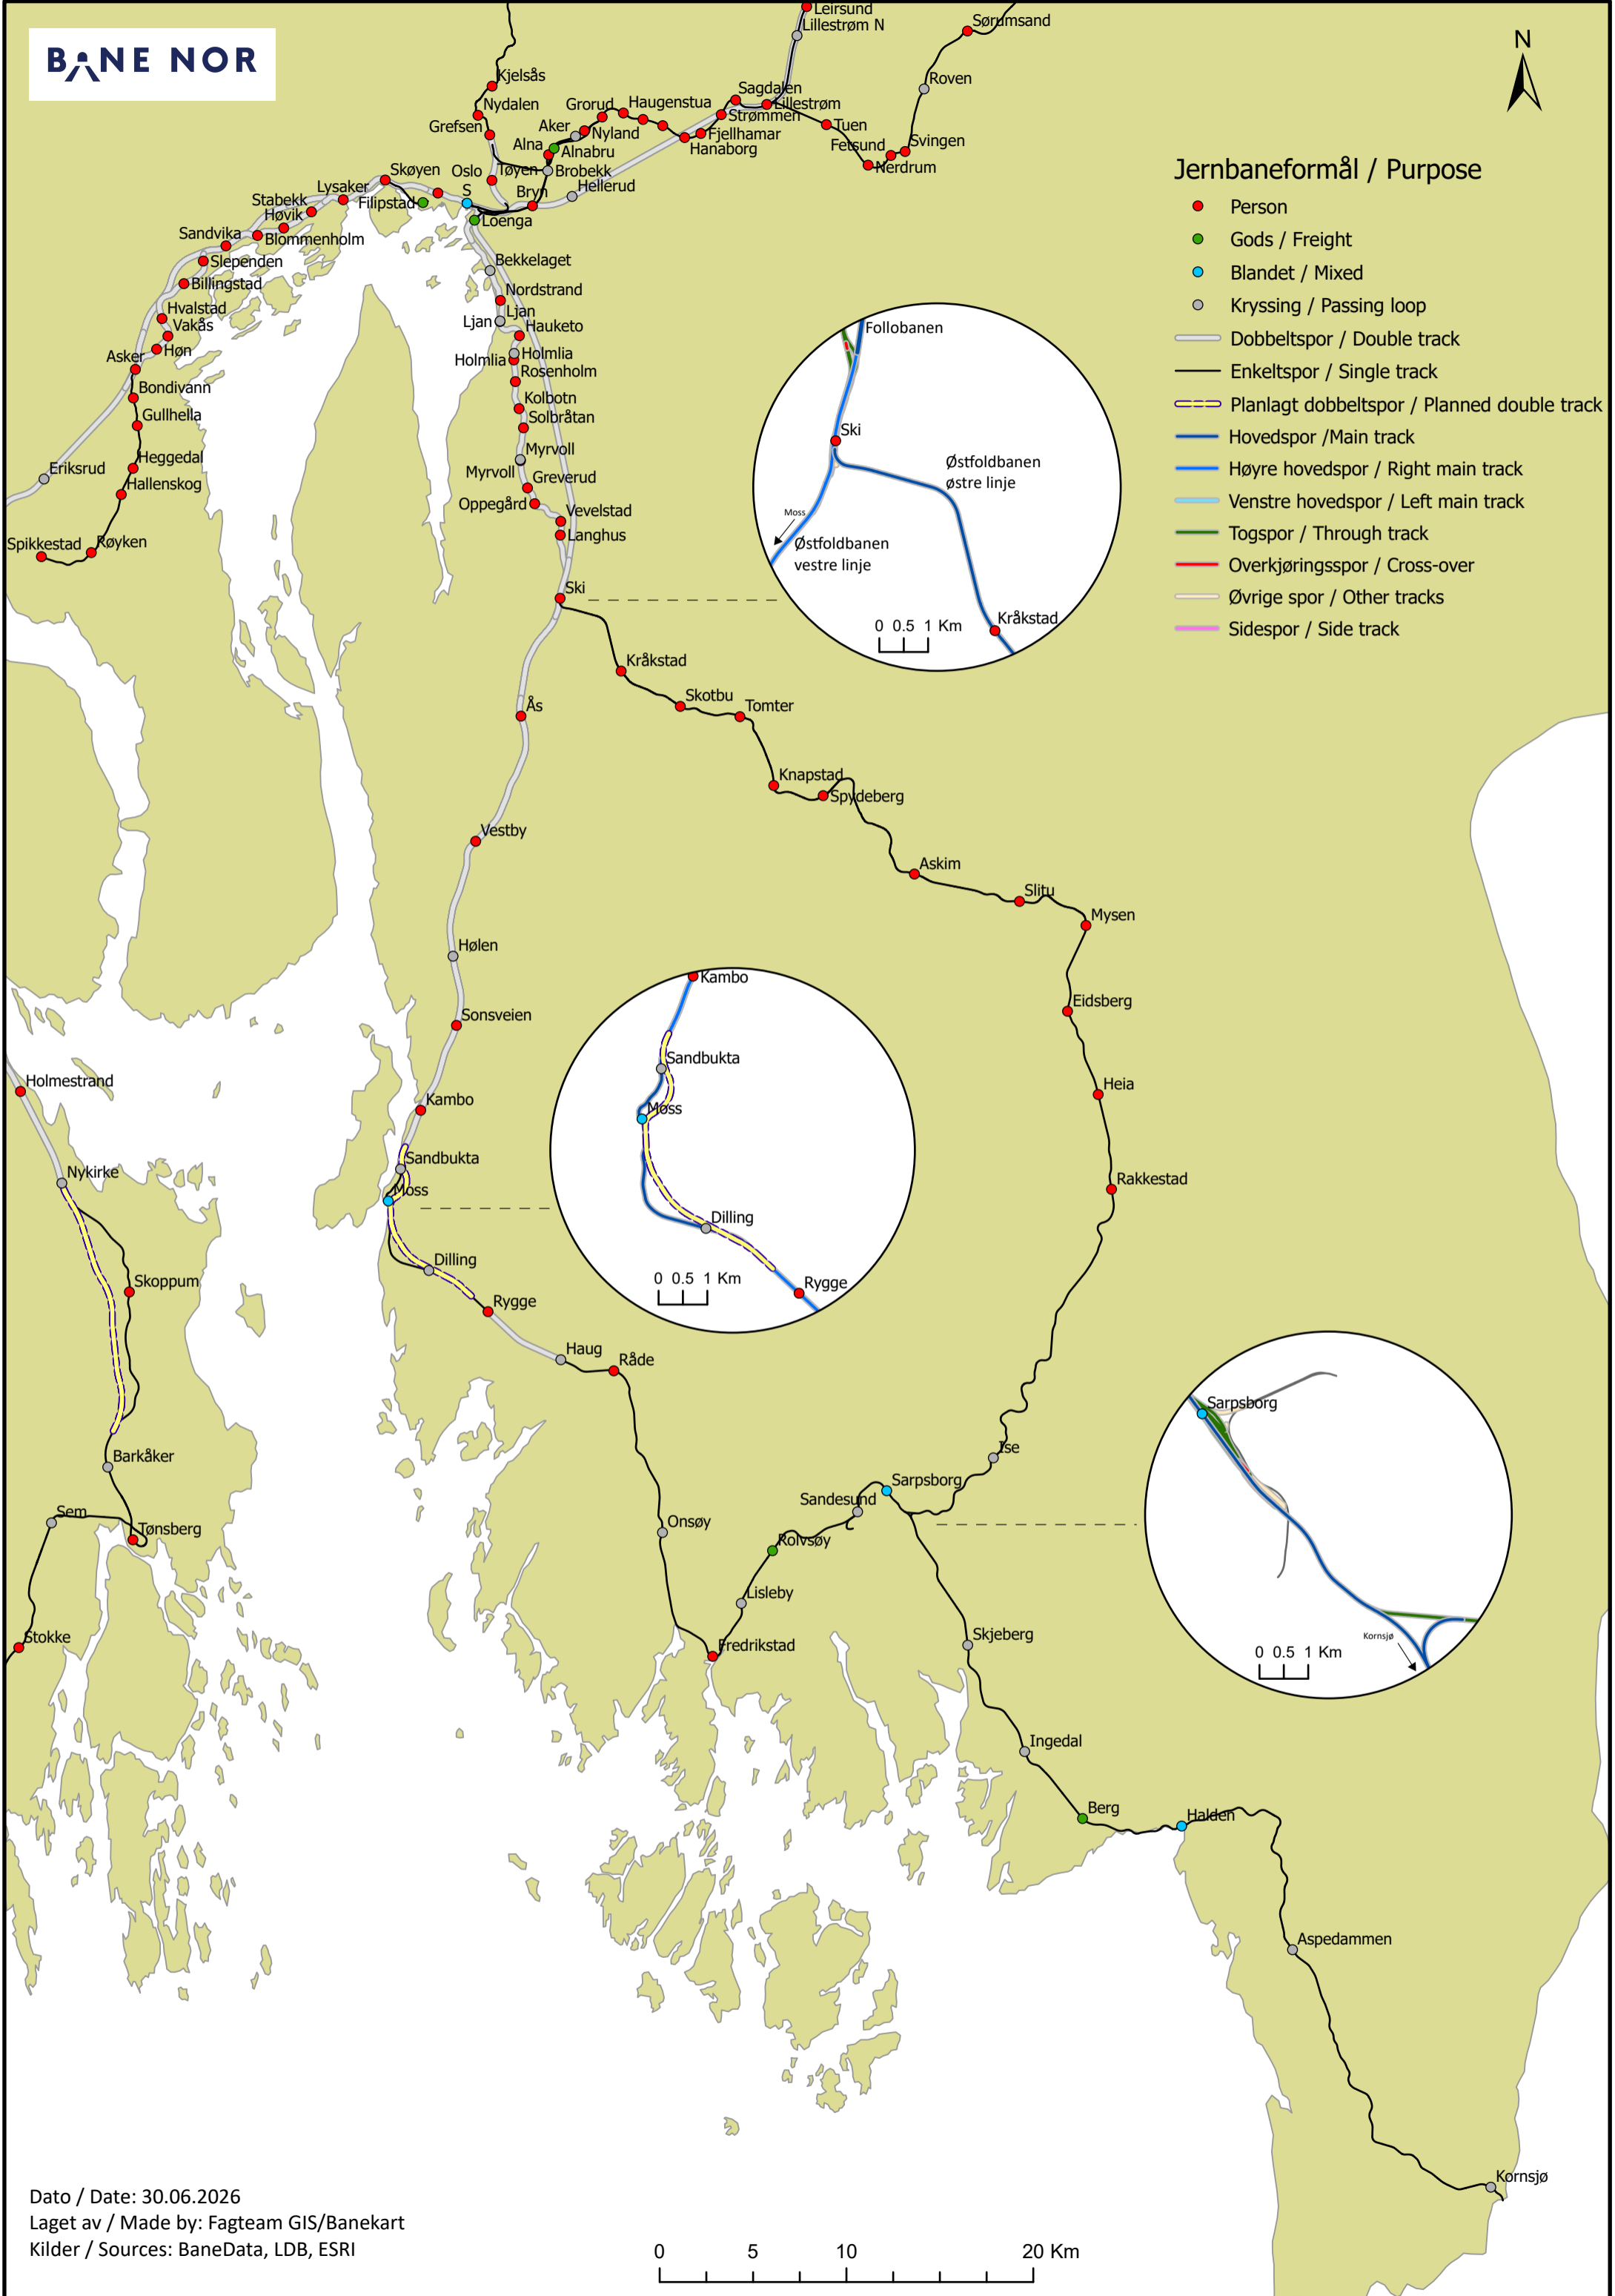 BANE NOR
N
Leirsund
Lillestrøm N
Sørumsand
Roven
Kjelsås
Nydalen
Grefsen
Grorud
Haugenstua
Sagdalen
Lillestrøm
Strømmen
Aker
Nyland
Fjellhamar
Hanaborg
Tuen
Fetsund
Svingen
Nerdrum
Alna
Alnabru
Brobekk
Hellerud
Tøyen
Oslo
S
Bryn
Skøyen
Lysaker
Filipstad
Loenga
Stabekk
Høvik
Blommenholm
Sandvika
Slependen
Billingstad
Hvalstad
Vakås
Høn
Asker
Bondivann
Gullhella
Heggedal
Hallenskog
Eriksrud
Spikkestad
Røyken
Bekkelaget
Nordstrand
Ljan
Ljan
Hauketo
Holmlia
Holmlia
Rosenholm
Kolbotn
Solbråtan
Myrvoll
Myrvoll
Greverud
Oppegård
Vevelstad
Langhus
Ski
Kråkstad
Skotbu
Tomter
Ås
Knapstad
Spydeberg
Vestby
Askim
Slitu
Mysen
Hølen
Sonsveien
Eidsberg
Heia
Kambo
Holmestrand
Sandbukta
Moss
Nykirke
Rakkestad
Dilling
Rygge
Skoppum
Haug
Råde
Barkåker
Sem
Tønsberg
Stokke
Ise
Sarpsborg
Sandesund
Rolvsøy
Onsøy
Lisleby
Fredrikstad
Skjeberg
Ingedal
Berg
Halden
Aspedammen
Kornsjø
Jernbaneformål / Purpose
Person
Gods / Freight
Blandet / Mixed
Kryssing / Passing loop
Dobbeltspor / Double track
Enkeltspor / Single track
Planlagt dobbeltspor / Planned double track
Hovedspor /Main track
Høyre hovedspor / Right main track
Venstre hovedspor / Left main track
Togspor / Through track
Overkjøringsspor / Cross-over
Øvrige spor / Other tracks
Sidespor / Side track
Follobanen
Ski
Østfoldbanen
østre linje
Moss
Østfoldbanen
vestre linje
Kråkstad
0 0.5 1 Km
Kambo
Sandbukta
Moss
Dilling
Rygge
0 0.5 1 Km
Sarpsborg
Kornsjø
0 0.5 1 Km
Dato / Date: 30.06.2026
Laget av / Made by: Fagteam GIS/Banekart
Kilder / Sources: BaneData, LDB, ESRI
0 5 10 20 Km